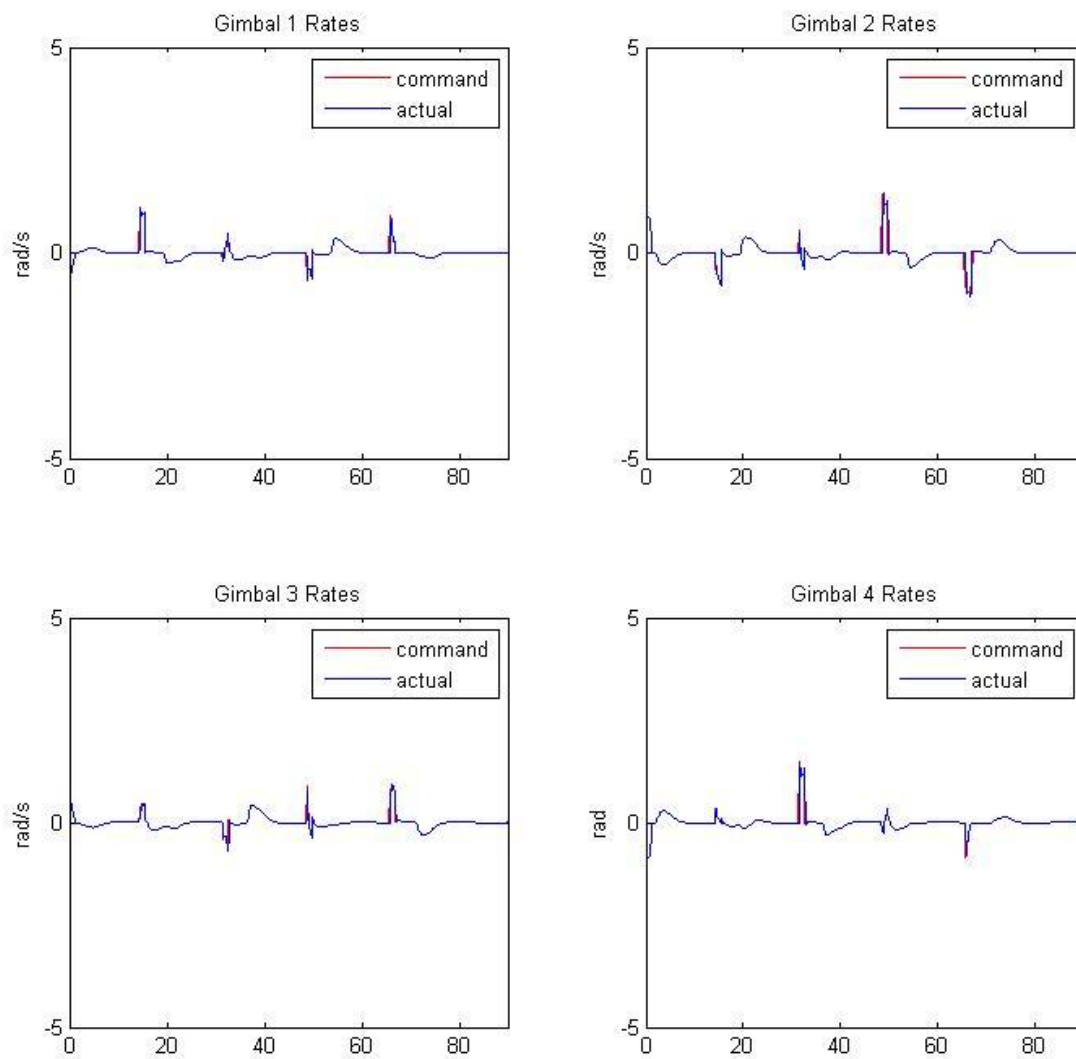 Gimbal 1 Rates
5
command
actual
rad/s
0
-5
0 20 40 60 80
Gimbal 2 Rates
5
command
actual
rad/s
0
-5
0 20 40 60 80
Gimbal 3 Rates
5
command
actual
rad/s
0
-5
0 20 40 60 80
Gimbal 4 Rates
5
command
actual
rad
0
-5
0 20 40 60 80